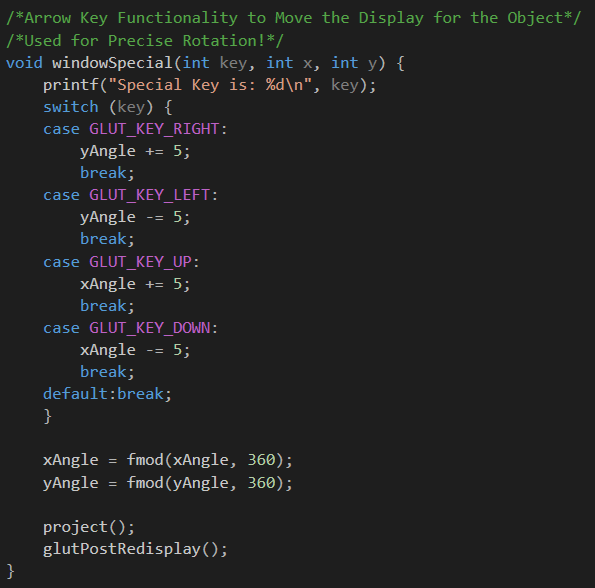 /*Arrow Key Functionality to Move the Display for the Object*/
/*Used for Precise Rotation!*/
void windowSpecial(int key, int x, int y) {
    printf("Special Key is: %d\n", key);
    switch (key) {
    case GLUT_KEY_RIGHT:
        yAngle += 5;
        break;
    case GLUT_KEY_LEFT:
        yAngle -= 5;
        break;
    case GLUT_KEY_UP:
        xAngle += 5;
        break;
    case GLUT_KEY_DOWN:
        xAngle -= 5;
        break;
    default:break;
    }

    xAngle = fmod(xAngle, 360);
    yAngle = fmod(yAngle, 360);

    project();
    glutPostRedisplay();
}